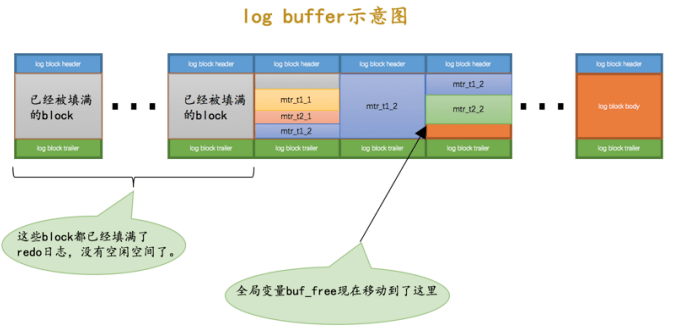 log buffer示意图
log block header
log block header
log block header
log block header
log block header
log block header
已经被填满
的block
已经被填满
的block
mtr_t1_1
mtr_t2_1
mtr_t1_2
mtr_t1_2
mtr_t1_2
mtr_t2_2
log block body
log block trailer
log block trailer
log block trailer
log block trailer
log block trailer
log block trailer
这些block都已经填满了
redo日志，没有空闲空间了。
全局变量buf_free现在移动到了这里